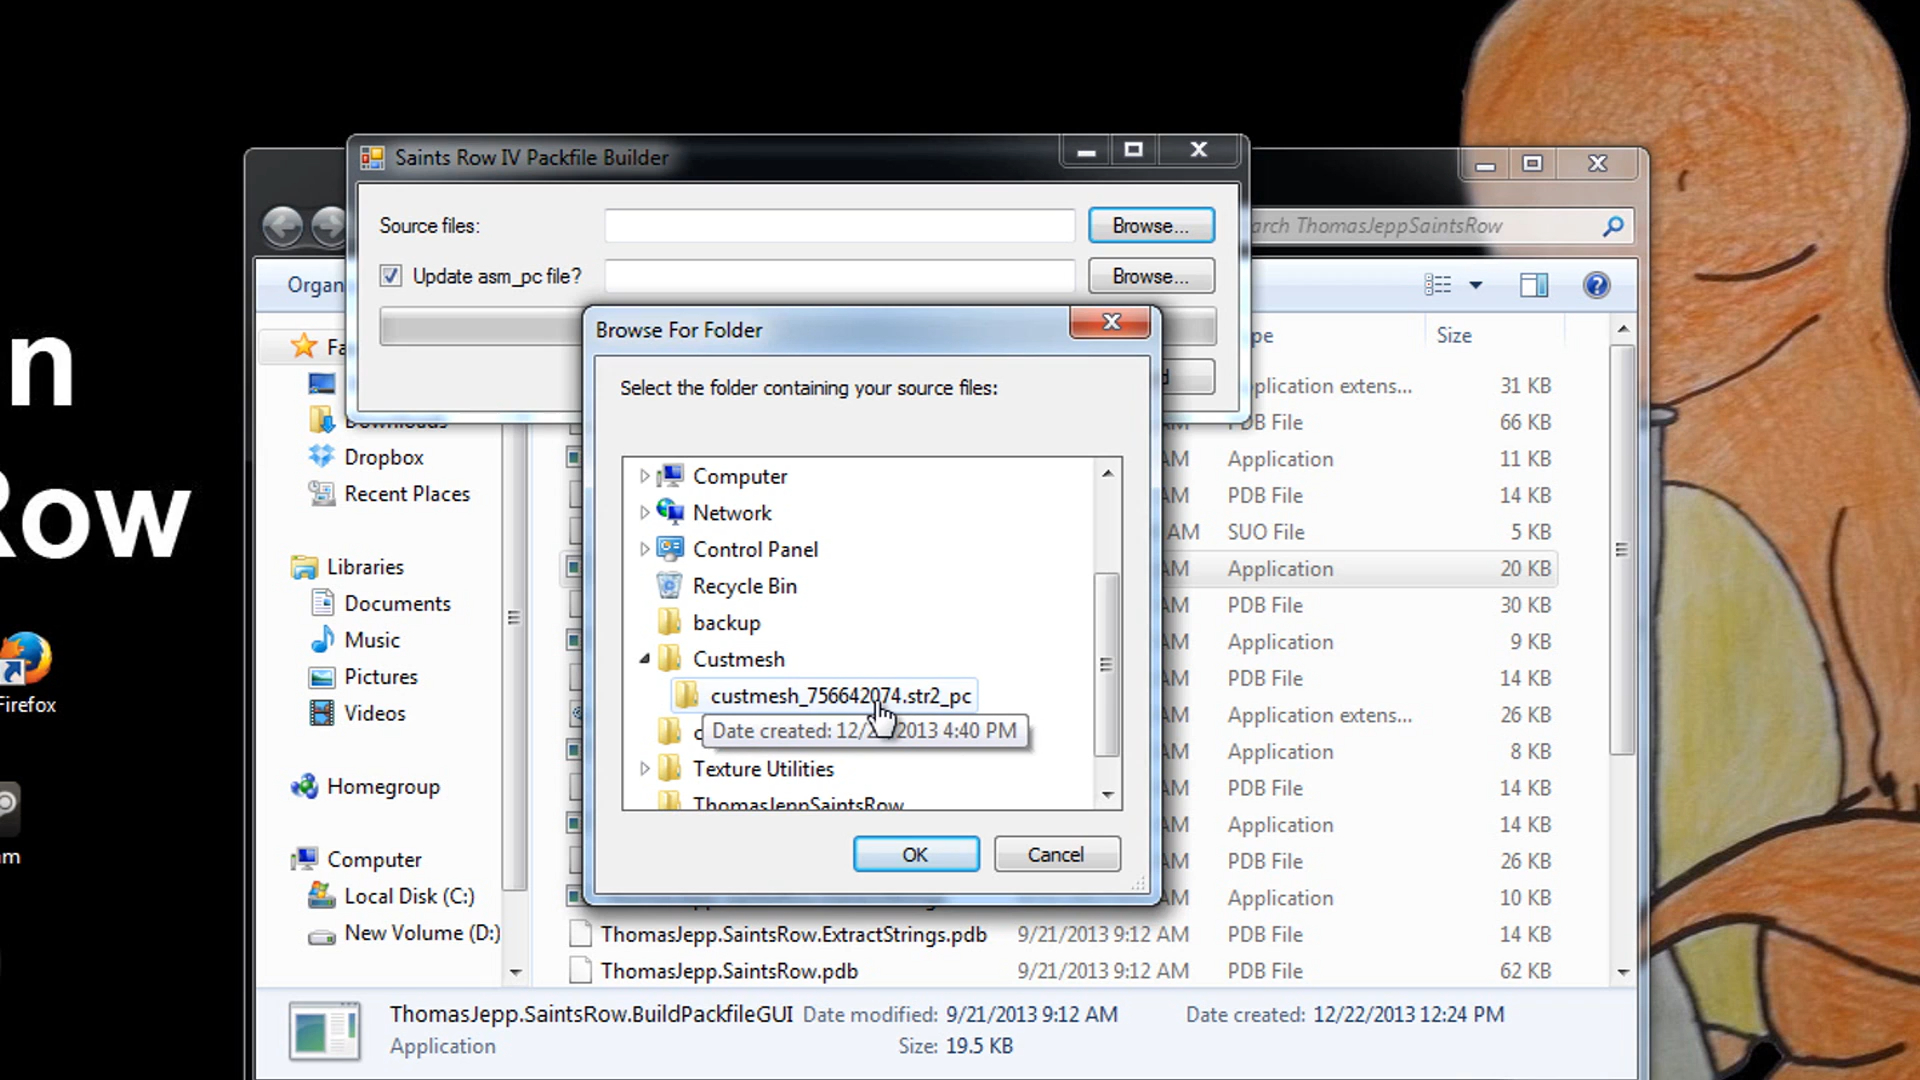 n
Row
Firefox
am
Saints Row IV Packfile Builder
Source files:
Browse...
Update asm_pc file?
Browse...
arch ThomasJeppSaintsRow
Organ
Fa
Downloads
Dropbox
Recent Places
Libraries
Documents
Music
Pictures
Videos
Homegroup
Computer
Local Disk (C:)
New Volume (D:)
Browse For Folder
Select the folder containing your source files:
Computer
Network
Control Panel
Recycle Bin
backup
Custmesh
custmesh_756642074.str2_pc
Date created: 12/2 2013 4:40 PM
Texture Utilities
ThomasJeppSaintsRow
OK
Cancel
pe
Size
plication extens...
31 KB
PDB File
66 KB
AM
Application
11 KB
AM
PDB File
14 KB
AM
SUO File
5 KB
AM
Application
20 KB
AM
PDB File
30 KB
AM
Application
9 KB
AM
PDB File
14 KB
AM
Application extens...
26 KB
AM
Application
8 KB
AM
PDB File
14 KB
AM
Application
14 KB
AM
PDB File
26 KB
AM
Application
10 KB
ThomasJepp.SaintsRow.ExtractStrings.pdb
9/21/2013 9:12 AM
PDB File
14 KB
ThomasJepp.SaintsRow.pdb
9/21/2013 9:12 AM
PDB File
62 KB
ThomasJepp.SaintsRow.BuildPackfileGUI
Date modified: 9/21/2013 9:12 AM
Date created: 12/22/2013 12:24 PM
Application
Size: 19.5 KB